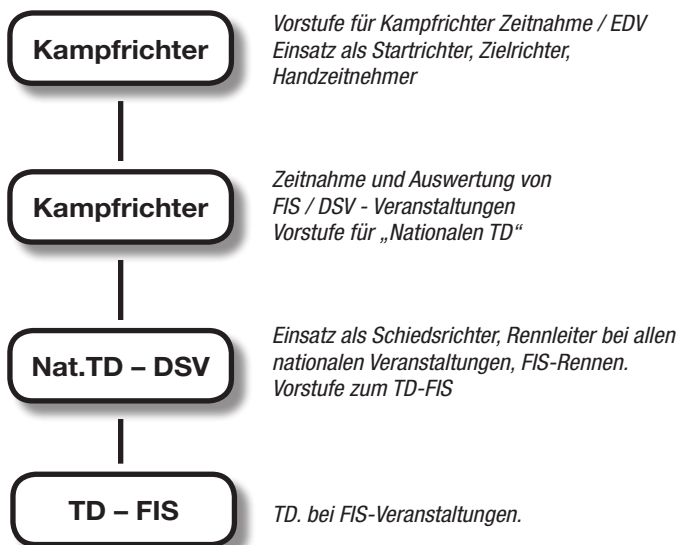 Kampfrichter
Vorstufe für Kampfrichter Zeitnahme / EDV
Einsatz als Startrichter, Zielrichter,
Handzeitnehmer
Kampfrichter
Zeitnahme und Auswertung von
FIS / DSV - Veranstaltungen
Vorstufe für „Nationalen TD“
Nat.TD – DSV
Einsatz als Schiedsrichter, Rennleiter bei allen
nationalen Veranstaltungen, FIS-Rennen.
Vorstufe zum TD-FIS
TD – FIS
TD. bei FIS-Veranstaltungen.